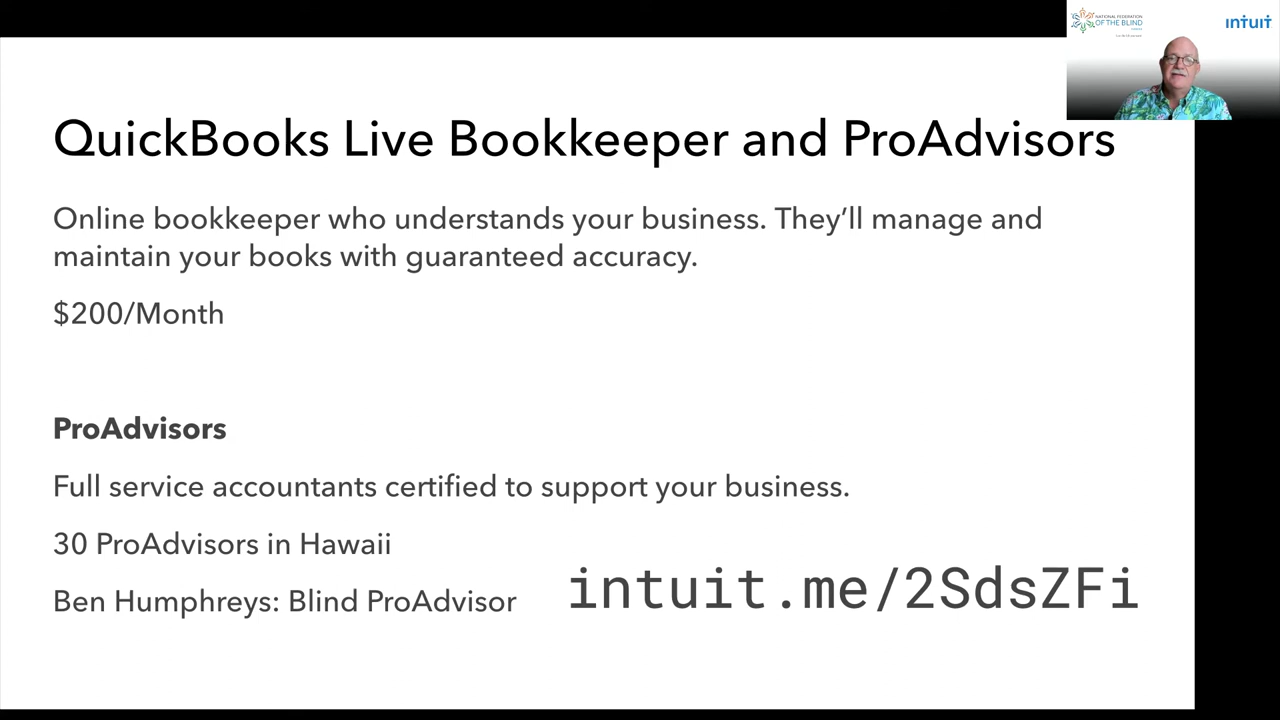 NATIONAL FEDERATION
OF THE BLIND
intuit
QuickBooks Live Bookkeeper and ProAdvisors
Online bookkeeper who understands your business. They’ll manage and
maintain your books with guaranteed accuracy.
$200/Month
ProAdvisors
Full service accountants certified to support your business.
30 ProAdvisors in Hawaii
Ben Humphreys: Blind ProAdvisor
intuit.me/2SdsZFi